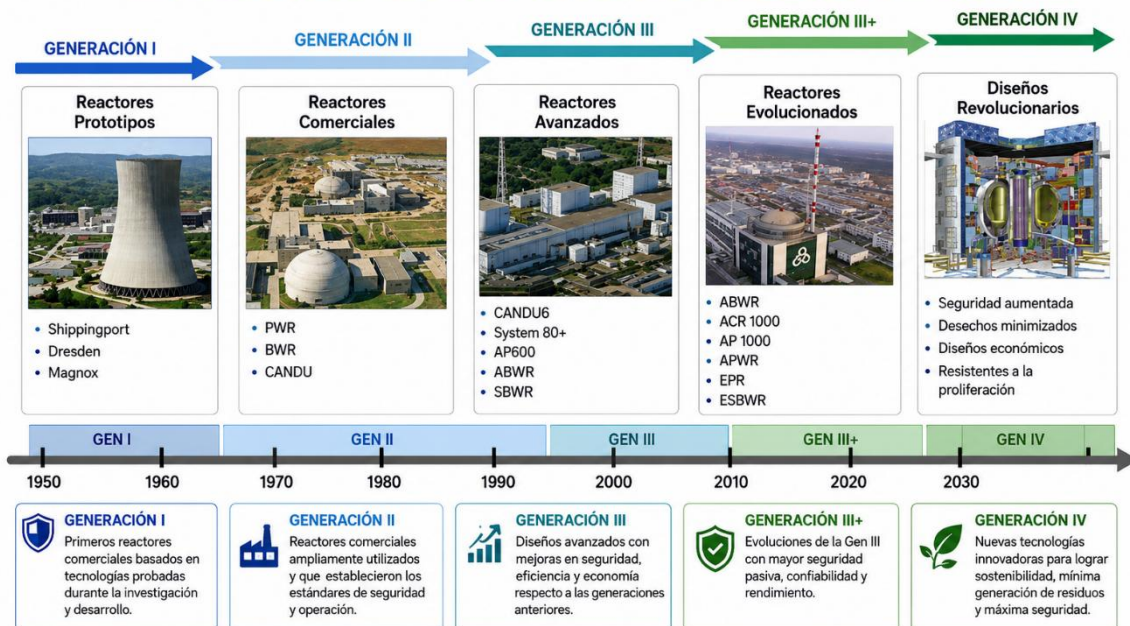 GENERACIÓN I
GENERACIÓN II
GENERACIÓN III
GENERACIÓN III+
GENERACIÓN IV
Reactores
Prototipos
• Shippingport
• Dresden
• Magnox
Reactores
Comerciales
• PWR
• BWR
• CANDU
Reactores
Avanzados
• CANDU6
• System 80+
• AP600
• ABWR
• SBWR
Reactores
Evolucionados
• ABWR
• ACR 1000
• AP 1000
• APWR
• EPR
• ESBWR
Diseños
Revolucionarios
• Seguridad aumentada
• Desechos minimizados
• Diseños económicos
• Resistentes a la
proliferación
GEN I
GEN II
GEN III
GEN III+
GEN IV
1950
1960
1970
1980
1990
2000
2010
2020
2030
GENERACIÓN I
Primeros reactores
comerciales basados en
tecnologías probadas
durante la investigación
y desarrollo.
GENERACIÓN II
Reactores comerciales
ampliamente utilizados
y que establecieron los
estándares de seguridad
y operación.
GENERACIÓN III
Diseños avanzados con
mejoras en seguridad,
eficiencia y economía
respecto a las generaciones
anteriores.
GENERACIÓN III+
Evoluciones de la Gen III
con mayor seguridad
pasiva, confiabilidad y
rendimiento.
GENERACIÓN IV
Nuevas tecnologías
innovadoras para lograr
sostenibilidad, mínima
generación de residuos
y máxima seguridad.